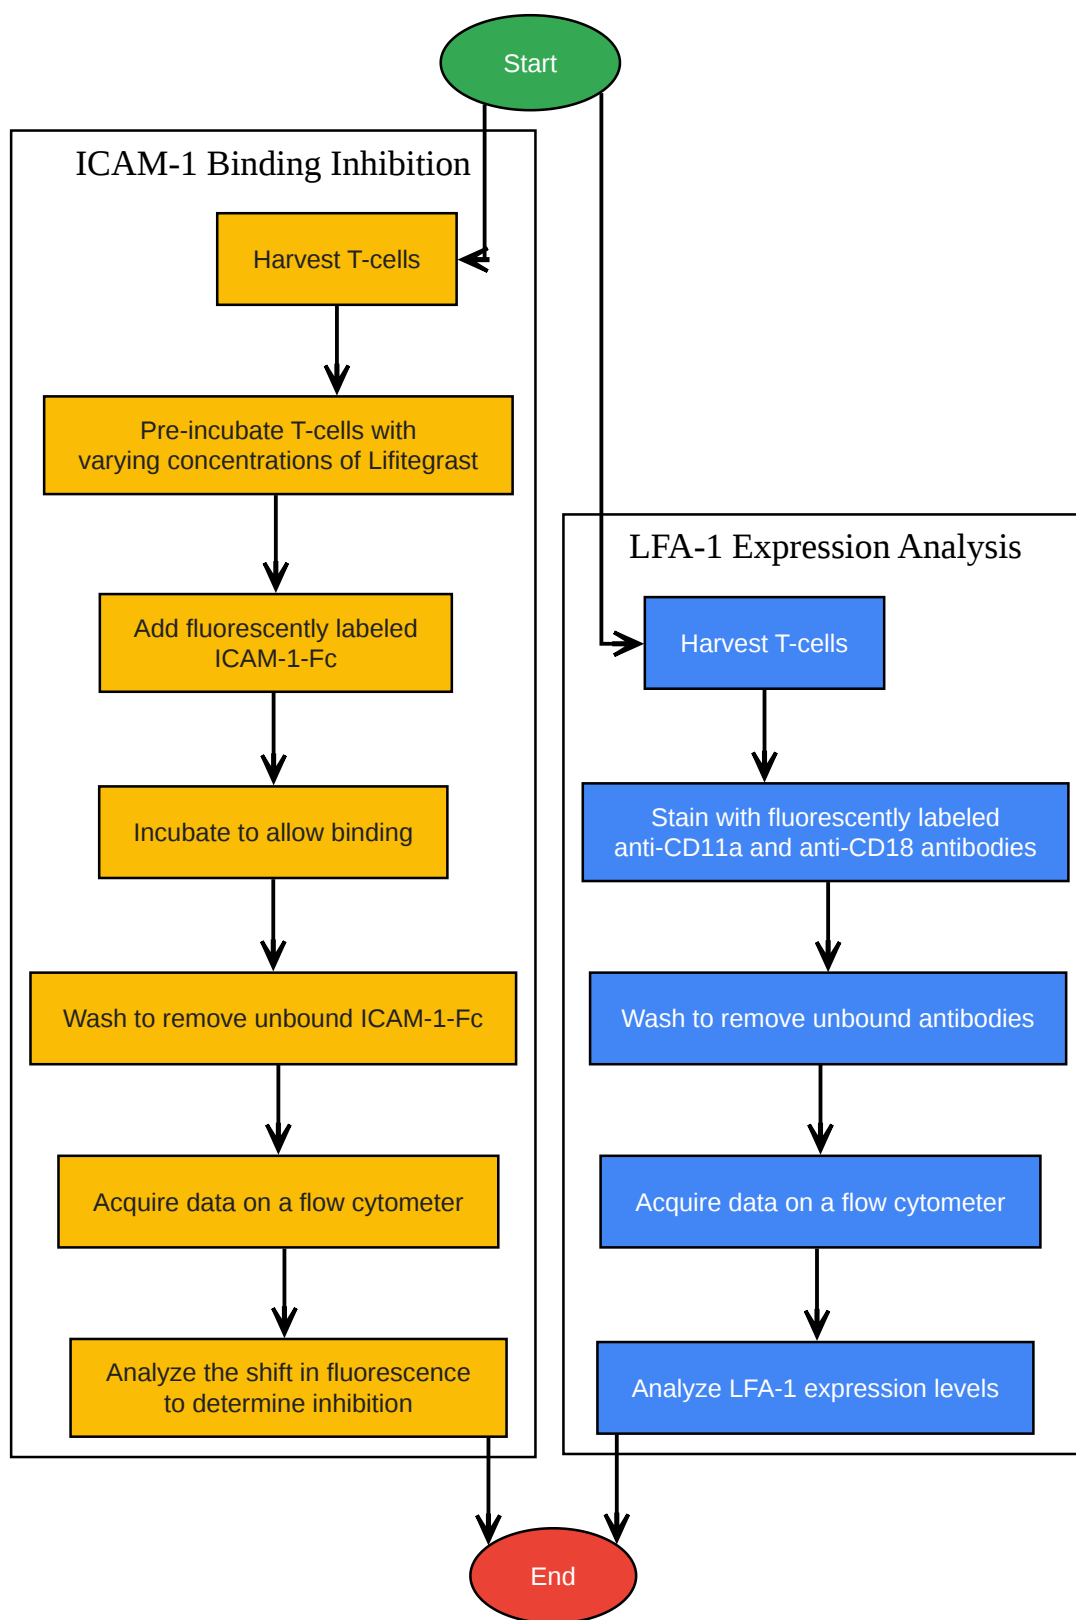 Start
ICAM-1 Binding Inhibition
Harvest T-cells
Pre-incubate T-cells with
varying concentrations of Lifitegrast
Add fluorescently labeled
ICAM-1-Fc
Incubate to allow binding
Wash to remove unbound ICAM-1-Fc
Acquire data on a flow cytometer
Analyze the shift in fluorescence
to determine inhibition
LFA-1 Expression Analysis
Harvest T-cells
Stain with fluorescently labeled
anti-CD11a and anti-CD18 antibodies
Wash to remove unbound antibodies
Acquire data on a flow cytometer
Analyze LFA-1 expression levels
End